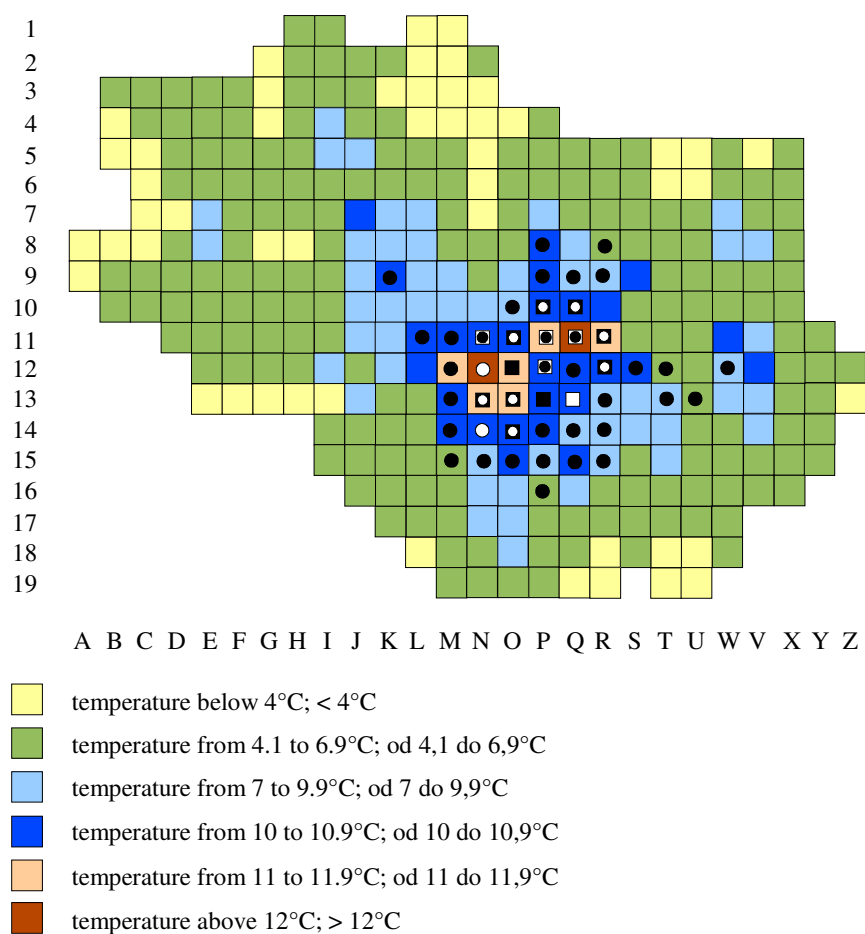 1
2
3
4
5
6
7
8
9
10
11
12
13
14
15
16
17
18
19
A B C D E F G H I J K L M N O P Q R S T U W V X Y Z
temperature below 4°C; < 4°C
temperature from 4.1 to 6.9°C; od 4,1 do 6,9°C
temperature from 7 to 9.9°C; od 7 do 9,9°C
temperature from 10 to 10.9°C; od 10 do 10,9°C
temperature from 11 to 11.9°C; od 11 do 11,9°C
temperature above 12°C; > 12°C